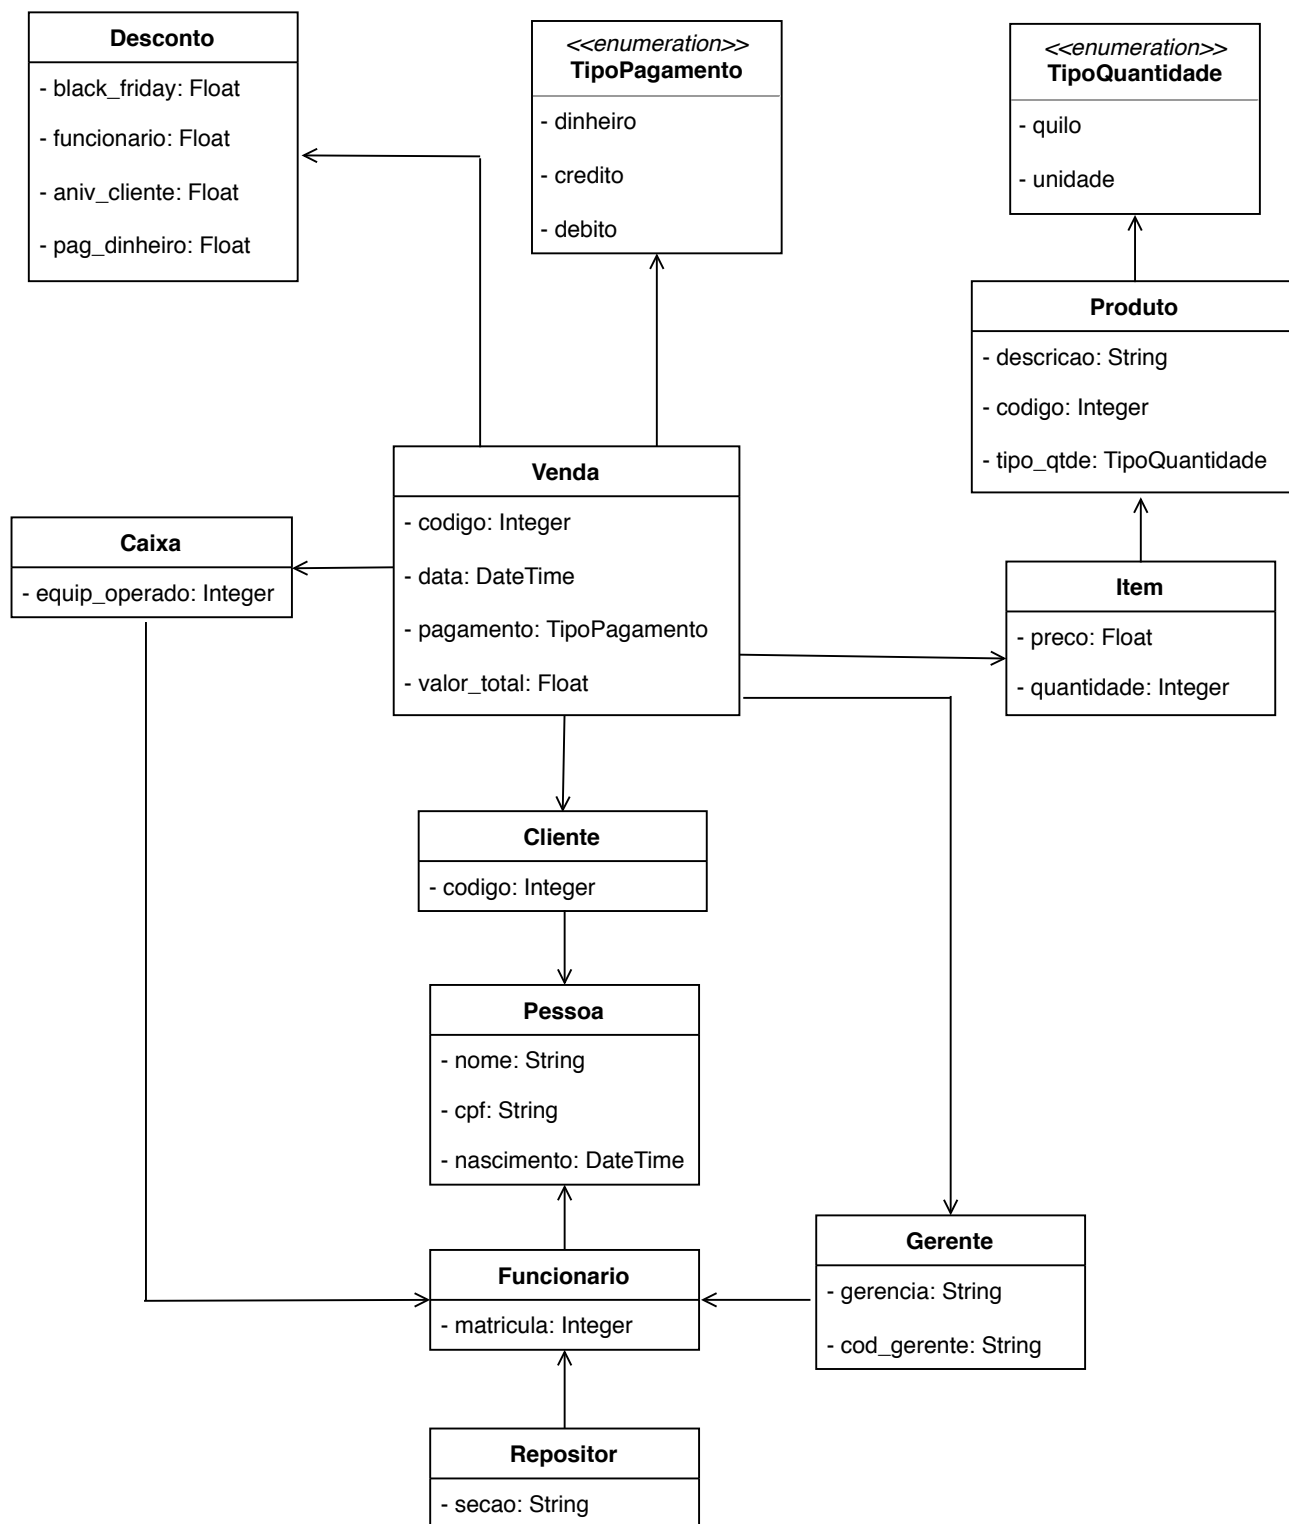 Desconto
- black_friday: Float
- funcionario: Float
- aniv_cliente: Float
- pag_dinheiro: Float
<<enumeration>>
TipoPagamento
- dinheiro
- credito
- debito
<<enumeration>>
TipoQuantidade
- quilo
- unidade
Produto
- descricao: String
- codigo: Integer
- tipo_qtde: TipoQuantidade
Venda
- codigo: Integer
- data: DateTime
- pagamento: TipoPagamento
- valor_total: Float
Caixa
- equip_operado: Integer
Item
- preco: Float
- quantidade: Integer
Cliente
- codigo: Integer
Pessoa
- nome: String
- cpf: String
- nascimento: DateTime
Funcionario
- matricula: Integer
Gerente
- gerencia: String
- cod_gerente: String
Repositor
- secao: String